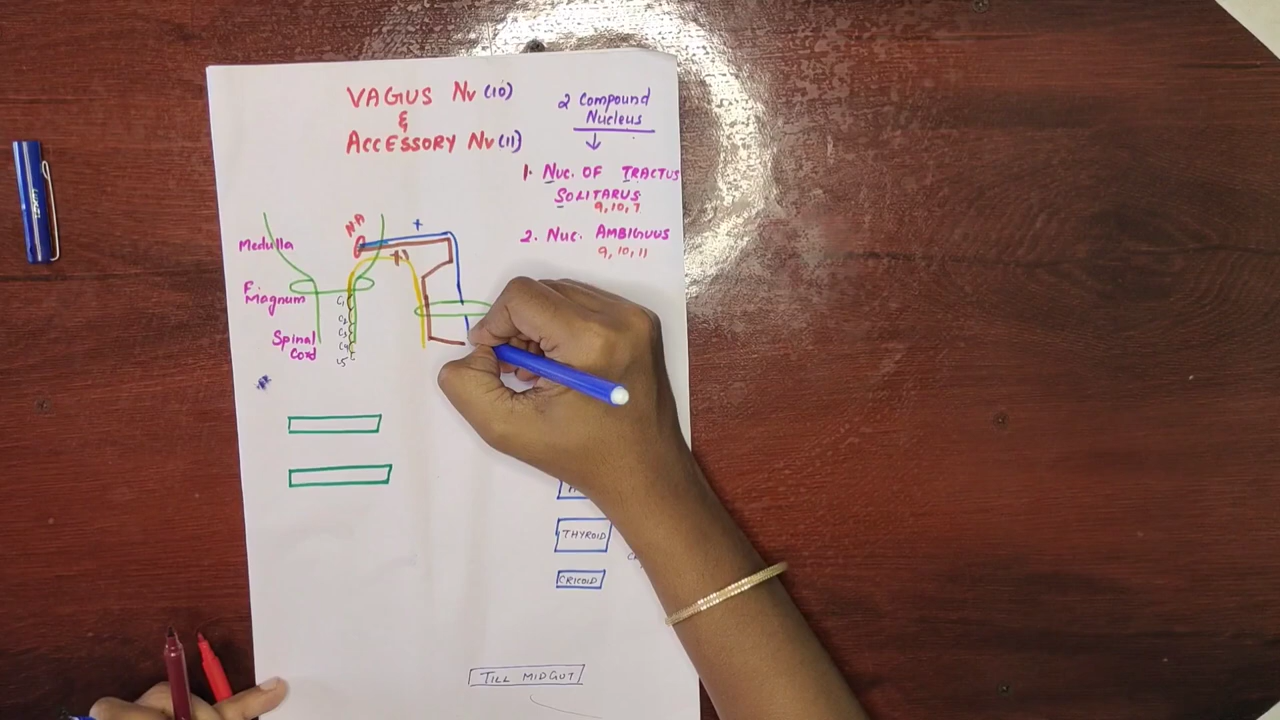 VAGUS Nv (10)
&
ACCESSORY Nv (11)
2 Compound
Nucleus
1. Nuc. OF TRACTUS
SOLITARUS
9, 10, 7
2. Nuc. AMBIGUUS
9, 10, 11
NA
+
Medulla
F.
Magnum
C1
C2
C3
C4
C5
Spinal
Cord
THYROID
CRICOID
TILL MIDGUT